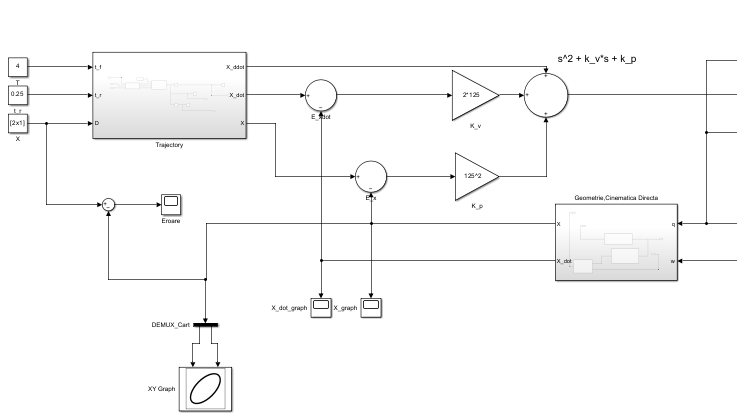 s^2 + k_v*s + k_p
4
T
0.25
t_r
[2x1]
X
t_f
t_r
D
X_ddot
X_dot
X
Trajectory
E_xdot
2*125
K_v
E_x
125^2
K_p
Eroare
Geometrie,Cinematica Directa
X
X_dot
q
w
X_dot_graph
X_graph
DEMUX_Cart
XY Graph